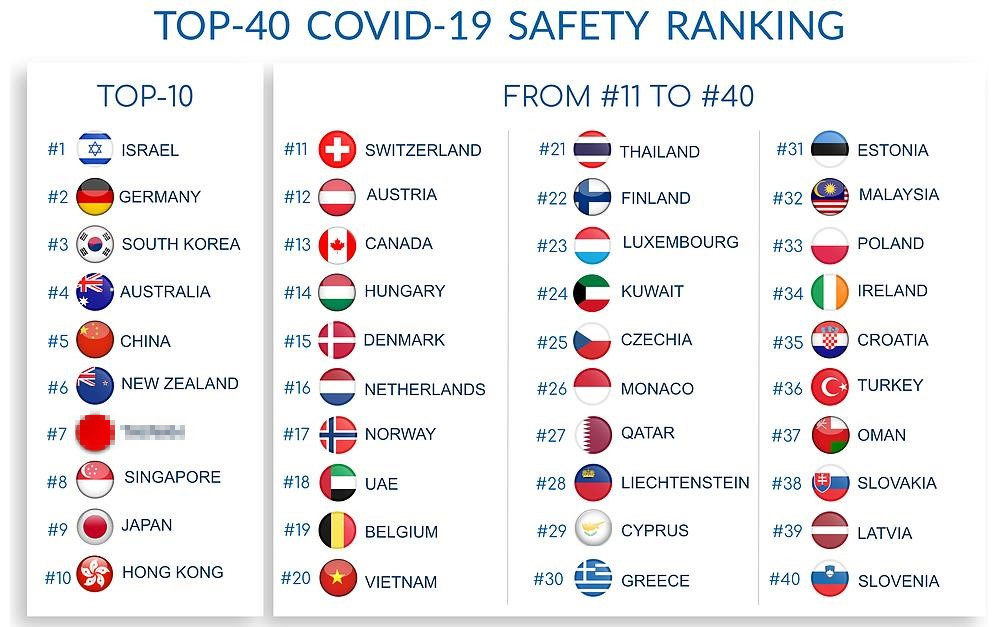 TOP-40 COVID-19 SAFETY RANKING
TOP-10
#1 ISRAEL
#2 GERMANY
#3 SOUTH KOREA
#4 AUSTRALIA
#5 CHINA
#6 NEW ZEALAND
#7
#8 SINGAPORE
#9 JAPAN
#10 HONG KONG
FROM #11 TO #40
#11 SWITZERLAND
#12 AUSTRIA
#13 CANADA
#14 HUNGARY
#15 DENMARK
#16 NETHERLANDS
#17 NORWAY
#18 UAE
#19 BELGIUM
#20 VIETNAM
#21 THAILAND
#22 FINLAND
#23 LUXEMBOURG
#24 KUWAIT
#25 CZECHIA
#26 MONACO
#27 QATAR
#28 LIECHTENSTEIN
#29 CYPRUS
#30 GREECE
#31 ESTONIA
#32 MALAYSIA
#33 POLAND
#34 IRELAND
#35 CROATIA
#36 TURKEY
#37 OMAN
#38 SLOVAKIA
#39 LATVIA
#40 SLOVENIA